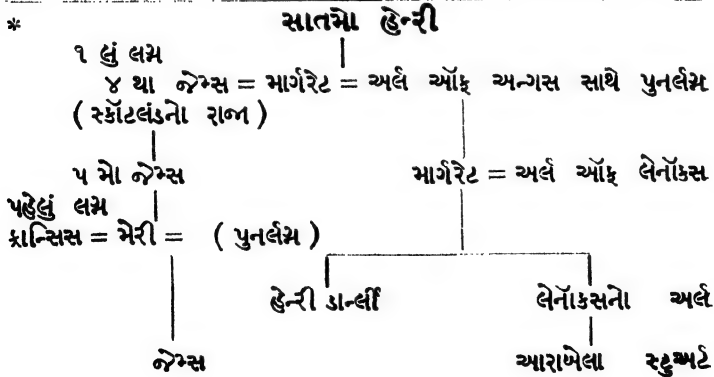 * સાતમો હેન્રી
૧ લું લગ્ન
૪ થા જેમ્સ = માર્ગરેટ = અર્લ ઑફ અન્ગસ સાથે પુનર્લગ્ન
( સ્કૉટલંડનો રાજા )
૫ મો જેમ્સ માર્ગરેટ = અર્લ ઑફ લેનૉક્સ
પહેલું લગ્ન
ફ્રાન્સિસ = મેરી = ( પુનર્લગ્ન )
હેન્રી ડાર્ન્લી લેનૉક્સનો અર્લ
જેમ્સ આરાબેલા સ્ટુઅર્ટ